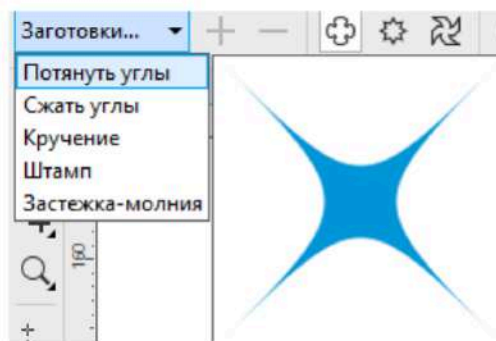 Заготовки...
Потянуть углы
Сжать углы
Кручение
Штамп
Застежка-молния
160